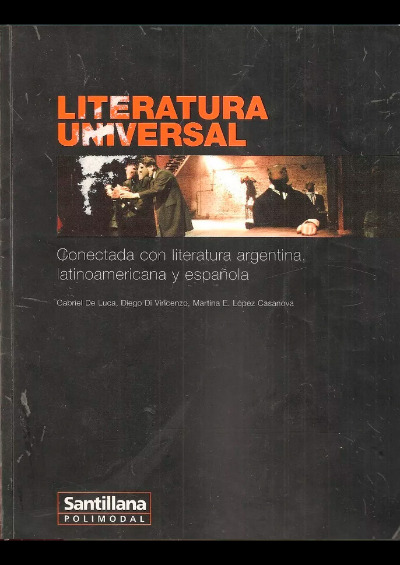 LITERATURA
UNIVERSAL
Conectada con literatura argentina,
latinoamericana y española
Gabriel De Luca, Diego Di Vincenzo, Martina E. López Casanova
Santillana
POLIMODAL